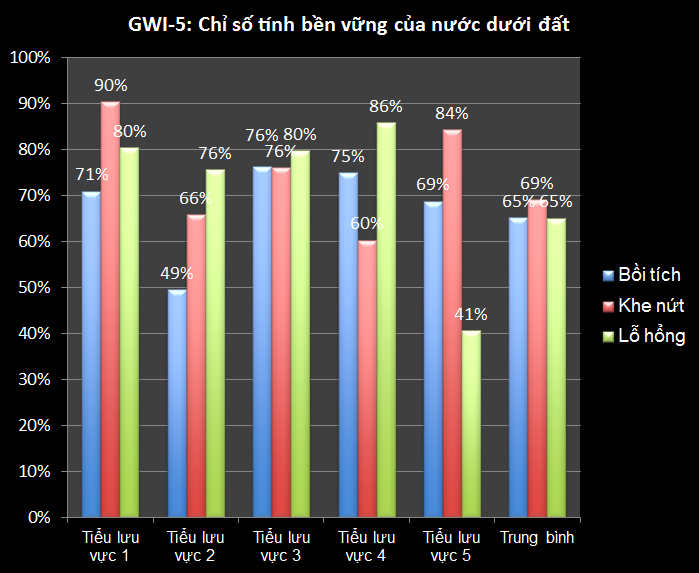 GWI-5: Chỉ số tính bền vững của nước dưới đất
100%
90%
80%
70%
60%
50%
40%
30%
20%
10%
0%
71%
90%
80%
49%
66%
76%
76%
76%
80%
75%
60%
86%
69%
84%
41%
65%
69%
65%
Tiểu lưu
vực 1
Tiểu lưu
vực 2
Tiểu lưu
vực 3
Tiểu lưu
vực 4
Tiểu lưu
vực 5
Trung bình
Bồi tích
Khe nứt
Lỗ hổng